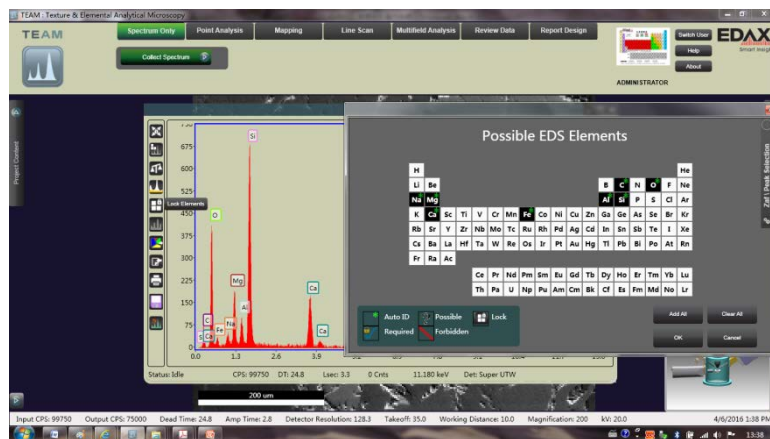 TEAM : Texture & Elemental Analytical Microscopy
TEAM
Spectrum Only Point Analysis Mapping Line Scan Multifield Analysis Review Data Report Design
Collect Spectrum
Switch User
Help
About
EDAX
Smart Insight
ADMINISTRATOR
Project Content
Lock Elements
675
600
525
450
375
300
225
150
75
0
Si
O
Mg
Al
Na
Fe
C
Ca
Ca
Ca
0.0 1.3 2.6 3.9
Status: Idle CPS: 99750 DT: 24.8 Lsec: 3.3 0 Cnts 11.180 keV Det: Super UTW
Possible EDS Elements
H He
Li Be B C N O F Ne
Na Mg Al Si P S Cl Ar
K Ca Sc Ti V Cr Mn Fe Co Ni Cu Zn Ga Ge As Se Br Kr
Rb Sr Y Zr Nb Mo Tc Ru Rh Pd Ag Cd In Sn Sb Te I Xe
Cs Ba La Hf Ta W Re Os Ir Pt Au Hg Tl Pb Bi Po At Rn
Fr Ra Ac
Ce Pr Nd Pm Sm Eu Gd Tb Dy Ho Er Tm Yb Lu
Th Pa U Np Pu Am Cm Bk Cf Es Fm Md No Lr
Auto ID Possible Lock
Required Forbidden
Add All Clear All
OK Cancel
Zaf \ Peak Selection
200 um
Input CPS: 99750 Output CPS: 75000 Dead Time: 24.8 Amp Time: 2.8 Detector Resolution: 128.3 Takeoff: 35.0 Working Distance: 10.0 Magnification: 200 kV: 20.0 4/6/2016 1:38 PM
13:38